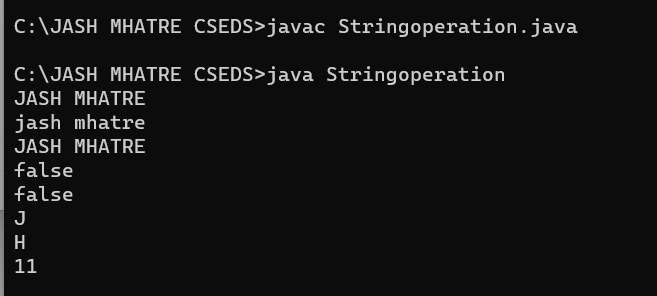 C:\JASH MHATRE CSEDS>javac Stringoperation.java
C:\JASH MHATRE CSEDS>java Stringoperation
JASH MHATRE
jash mhatre
JASH MHATRE
false
false
J
H
11